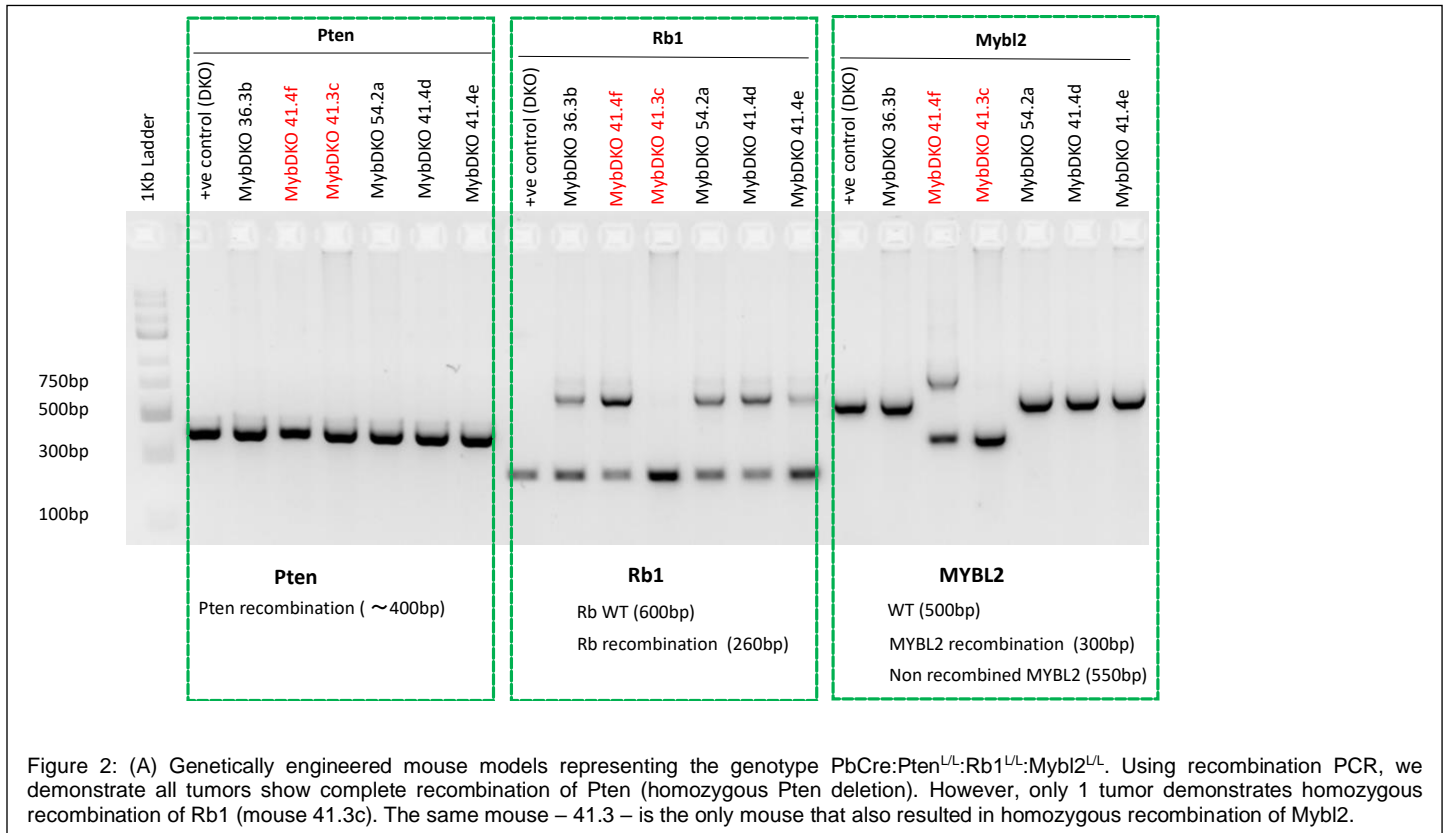 Pten Rb1 Mybl2
1Kb Ladder
+ve control (DKO)
MybDKO 36.3b
MybDKO 41.4f
MybDKO 41.3c
MybDKO 54.2a
MybDKO 41.4d
MybDKO 41.4e
+ve control (DKO)
MybDKO 36.3b
MybDKO 41.4f
MybDKO 41.3c
MybDKO 54.2a
MybDKO 41.4d
MybDKO 41.4e
+ve control (DKO)
MybDKO 36.3b
MybDKO 41.4f
MybDKO 41.3c
MybDKO 54.2a
MybDKO 41.4d
MybDKO 41.4e
750bp
500bp
300bp
100bp
Pten
Pten recombination ( ~400bp)
Rb1
Rb WT (600bp)
Rb recombination (260bp)
MYBL2
WT (500bp)
MYBL2 recombination (300bp)
Non recombined MYBL2 (550bp)
Figure 2: (A) Genetically engineered mouse models representing the genotype PbCre:Pten^L/L:Rb1^L/L:Mybl2^L/L. Using recombination PCR, we
demonstrate all tumors show complete recombination of Pten (homozygous Pten deletion). However, only 1 tumor demonstrates homozygous
recombination of Rb1 (mouse 41.3c). The same mouse – 41.3 – is the only mouse that also resulted in homozygous recombination of Mybl2.